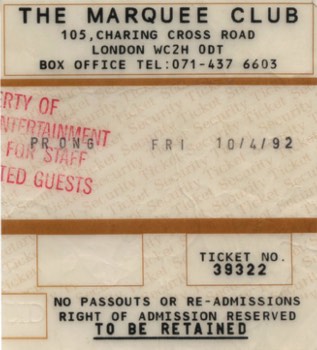 THE MARQUEE CLUB
105,CHARING CROSS ROAD
LONDON WC2H 0DT
BOX OFFICE TEL:071-437 6603
ERTY OF
NTERTAINMENT
FOR STAFF
TED GUESTS
PRONG FRI 10/4/92
TICKET NO.
39322
NO PASSOUTS OR RE-ADMISSIONS
RIGHT OF ADMISSION RESERVED
TO BE RETAINED